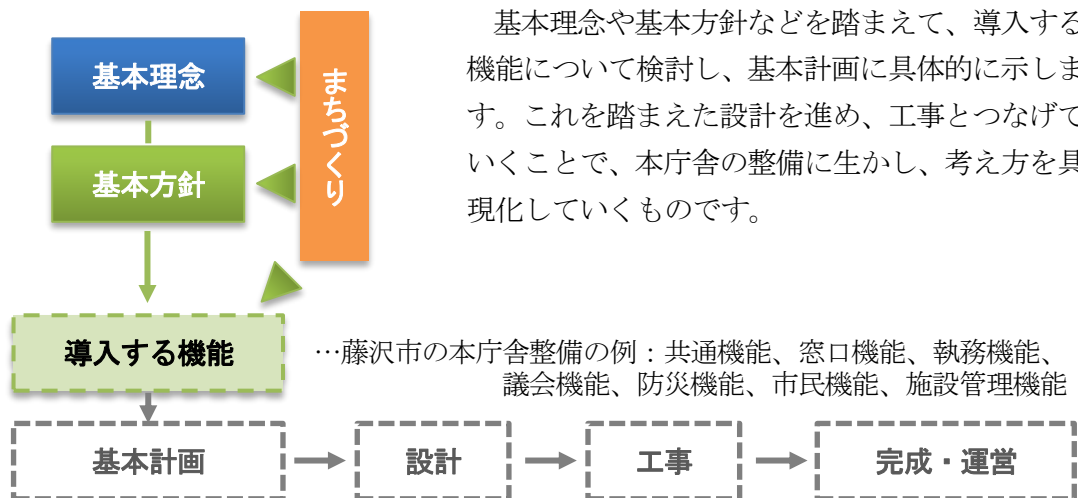 基本理念
基本方針
まちづくり
基本理念や基本方針などを踏まえて、導入する
機能について検討し、基本計画に具体的に示しま
す。これを踏まえた設計を進め、工事とつなげて
いくことで、本庁舎の整備に生かし、考え方を具
現化していくものです。
導入する機能
…藤沢市の本庁舎整備の例：共通機能、窓口機能、執務機能、
議会機能、防災機能、市民機能、施設管理機能
基本計画
設計
工事
完成・運営